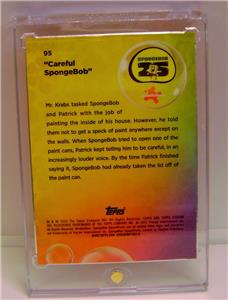 95
"Careful
SpongeBob"
SPONGEBOB
25
Mr. Krabs tasked SpongeBob
and Patrick with the job of
painting the inside of his house. However, he told
them not to get a speck of paint anywhere except on
the walls. When SpongeBob tried to open one of the
paint cans, Patrick kept telling him to be careful, in an
increasingly louder voice. By the time Patrick finished
saying it, SpongeBob had already taken the lid off of
the paint can.
Topps